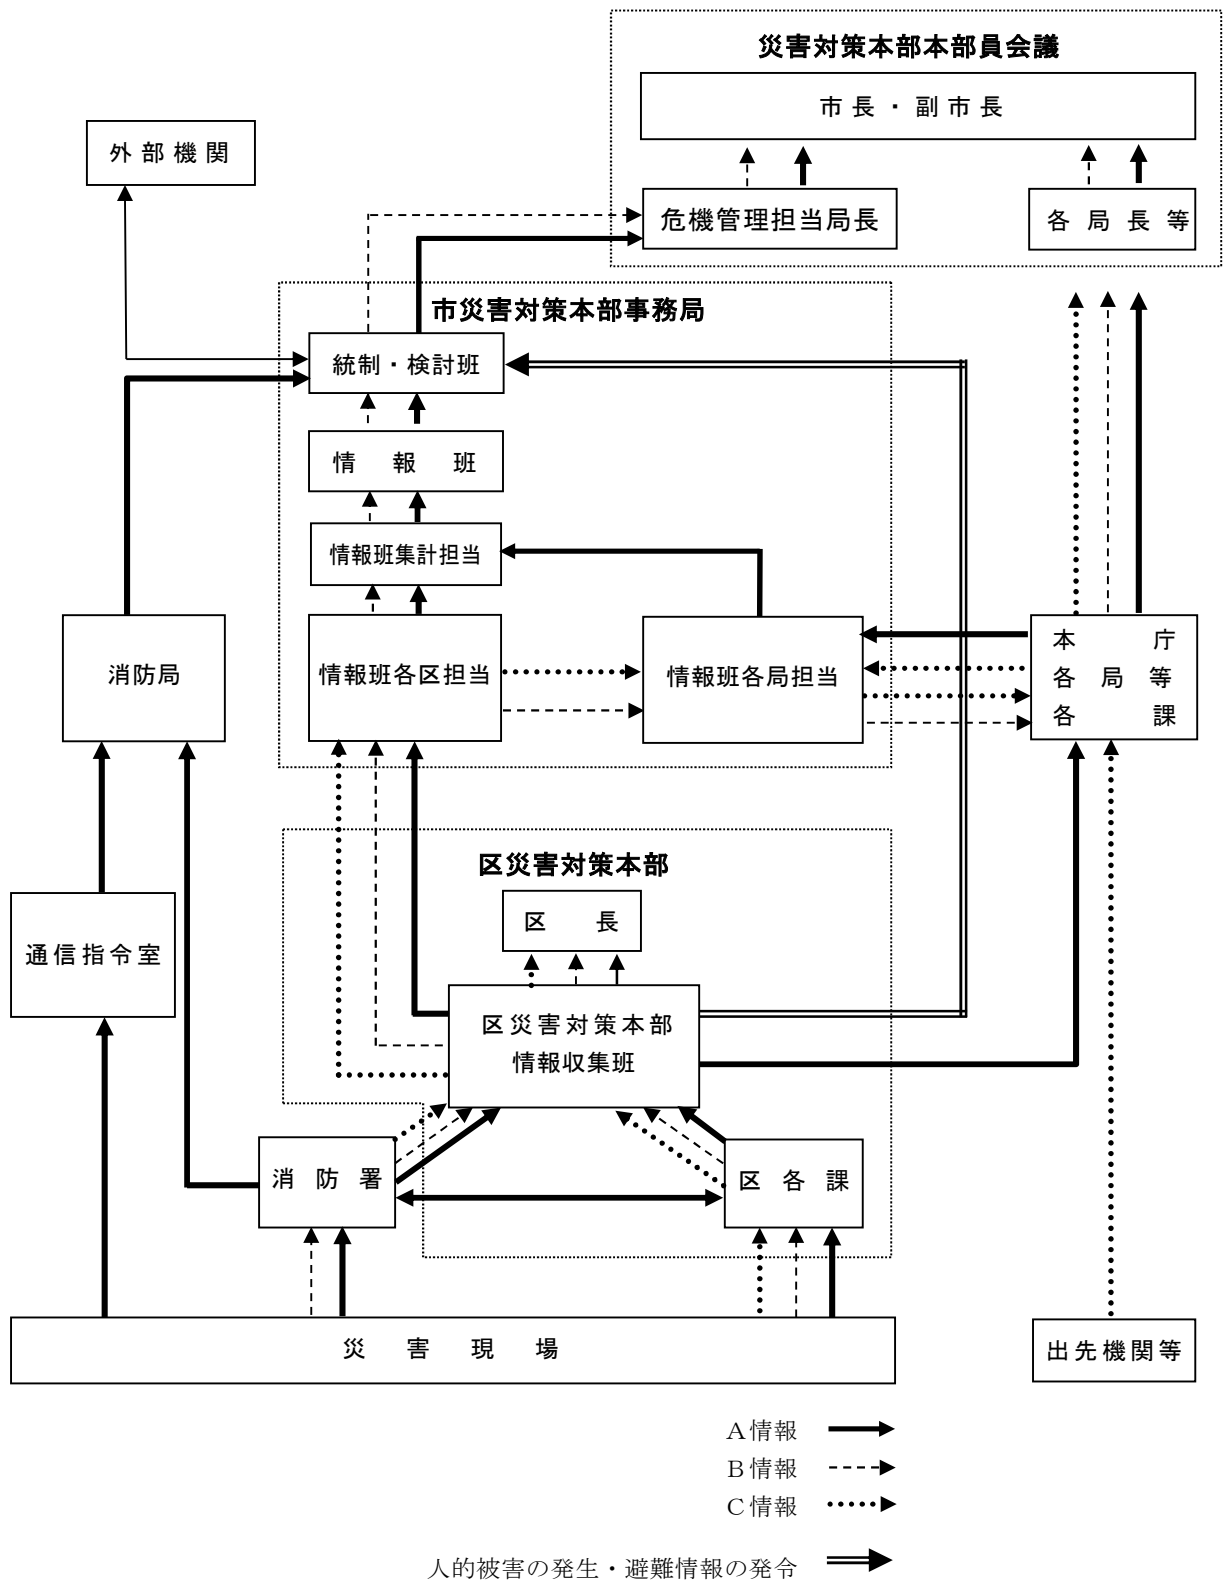 災害対策本部本部員会議
市長・副市長
外部機関
危機管理担当局長
各局長等
市災害対策本部事務局
統制・検討班
情報班
情報班集計担当
消防局
情報班各区担当
情報班各局担当
本庁
各局等
各課
区災害対策本部
区長
通信指令室
区災害対策本部
情報収集班
消防署
区各課
災害現場
出先機関等
A情報
B情報
C情報
人的被害の発生・避難情報の発令